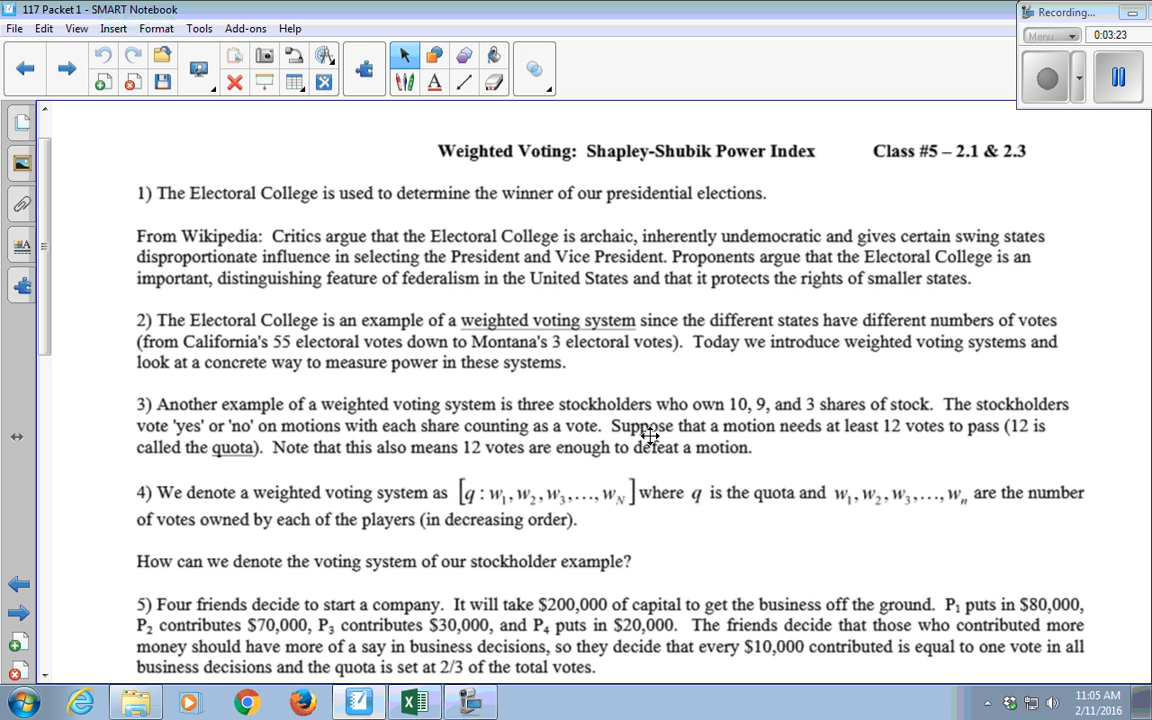 117 Packet 1 - SMART Notebook
Recording...
File Edit View Insert Format Tools Add-ons Help
Menu 0:03:23
Weighted Voting: Shapley-Shubik Power Index Class #5 – 2.1 & 2.3
1) The Electoral College is used to determine the winner of our presidential elections.
From Wikipedia: Critics argue that the Electoral College is archaic, inherently undemocratic and gives certain swing states
disproportionate influence in selecting the President and Vice President. Proponents argue that the Electoral College is an
important, distinguishing feature of federalism in the United States and that it protects the rights of smaller states.
2) The Electoral College is an example of a weighted voting system since the different states have different numbers of votes
(from California's 55 electoral votes down to Montana's 3 electoral votes). Today we introduce weighted voting systems and
look at a concrete way to measure power in these systems.
3) Another example of a weighted voting system is three stockholders who own 10, 9, and 3 shares of stock. The stockholders
vote 'yes' or 'no' on motions with each share counting as a vote. Suppose that a motion needs at least 12 votes to pass (12 is
called the quota). Note that this also means 12 votes are enough to defeat a motion.
4) We denote a weighted voting system as [q : w₁, w₂, w₃, …, w_N] where q is the quota and w₁, w₂, w₃, …, wₙ are the number
of votes owned by each of the players (in decreasing order).
How can we denote the voting system of our stockholder example?
5) Four friends decide to start a company. It will take $200,000 of capital to get the business off the ground. P₁ puts in $80,000,
P₂ contributes $70,000, P₃ contributes $30,000, and P₄ puts in $20,000. The friends decide that those who contributed more
money should have more of a say in business decisions, so they decide that every $10,000 contributed is equal to one vote in all
business decisions and the quota is set at 2/3 of the total votes.
11:05 AM
2/11/2016